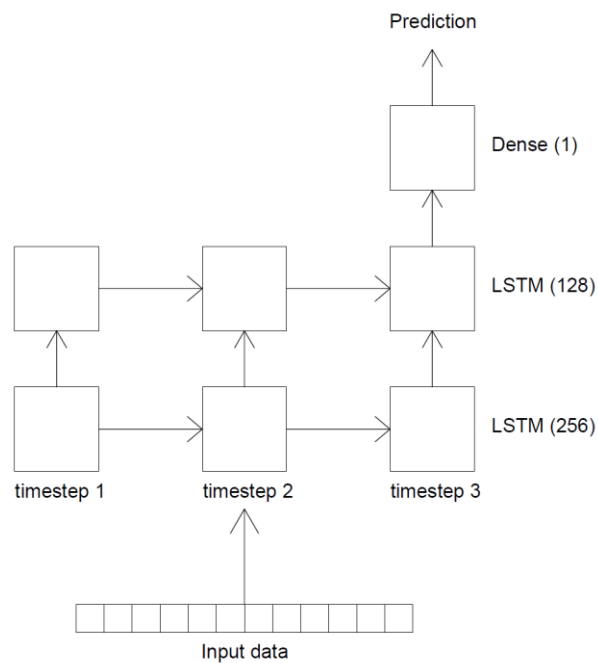 Prediction
Dense (1)
LSTM (128)
LSTM (256)
timestep 1
timestep 2
timestep 3
Input data